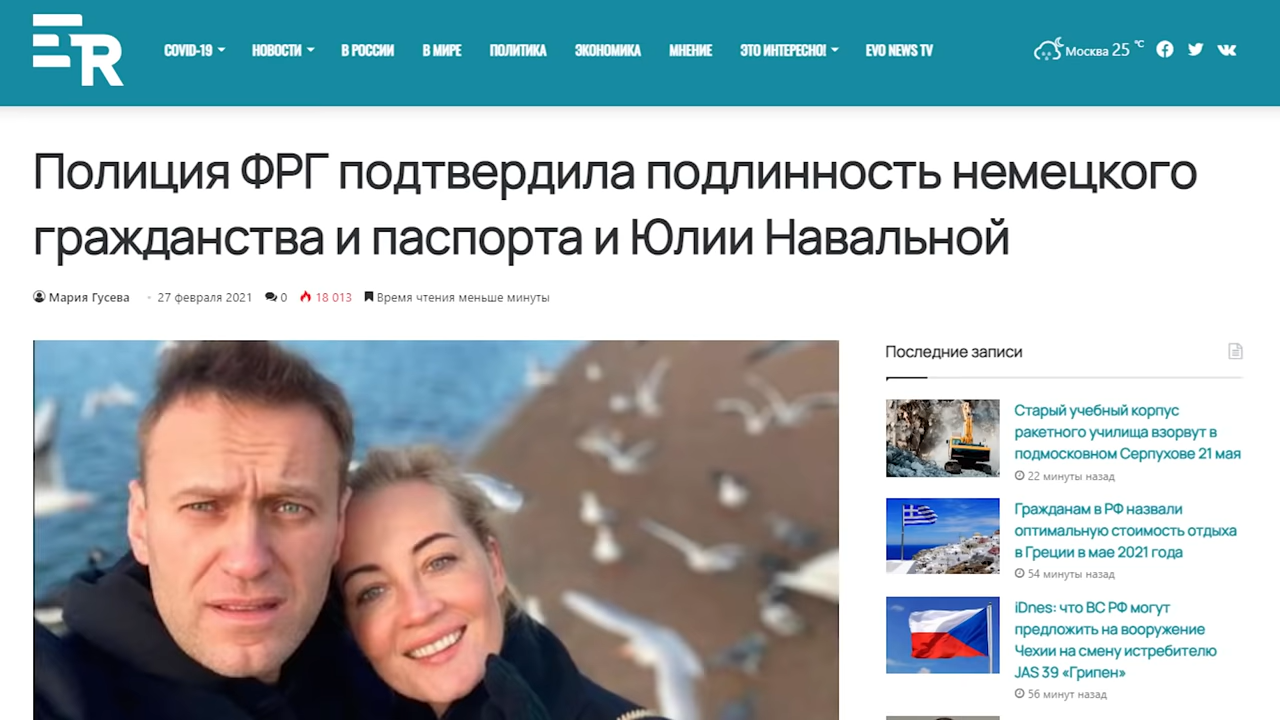 ER
COVID-19 НОВОСТИ В РОССИИ В МИРЕ ПОЛИТИКА ЭКОНОМИКА МНЕНИЕ ЭТО ИНТЕРЕСНО! EVO NEWS TV Москва 25 °C
Полиция ФРГ подтвердила подлинность немецкого
гражданства и паспорта и Юлии Навальной
Мария Гусева 27 февраля 2021 0 18 013 Время чтения меньше минуты
Последние записи
Старый учебный корпус
ракетного училища взорвут в
подмосковном Серпухове 21 мая
22 минуты назад
Гражданам в РФ назвали
оптимальную стоимость отдыха
в Греции в мае 2021 года
54 минуты назад
iDnes: что ВС РФ могут
предложить на вооружение
Чехии на смену истребителю
JAS 39 «Грипен»
56 минут назад